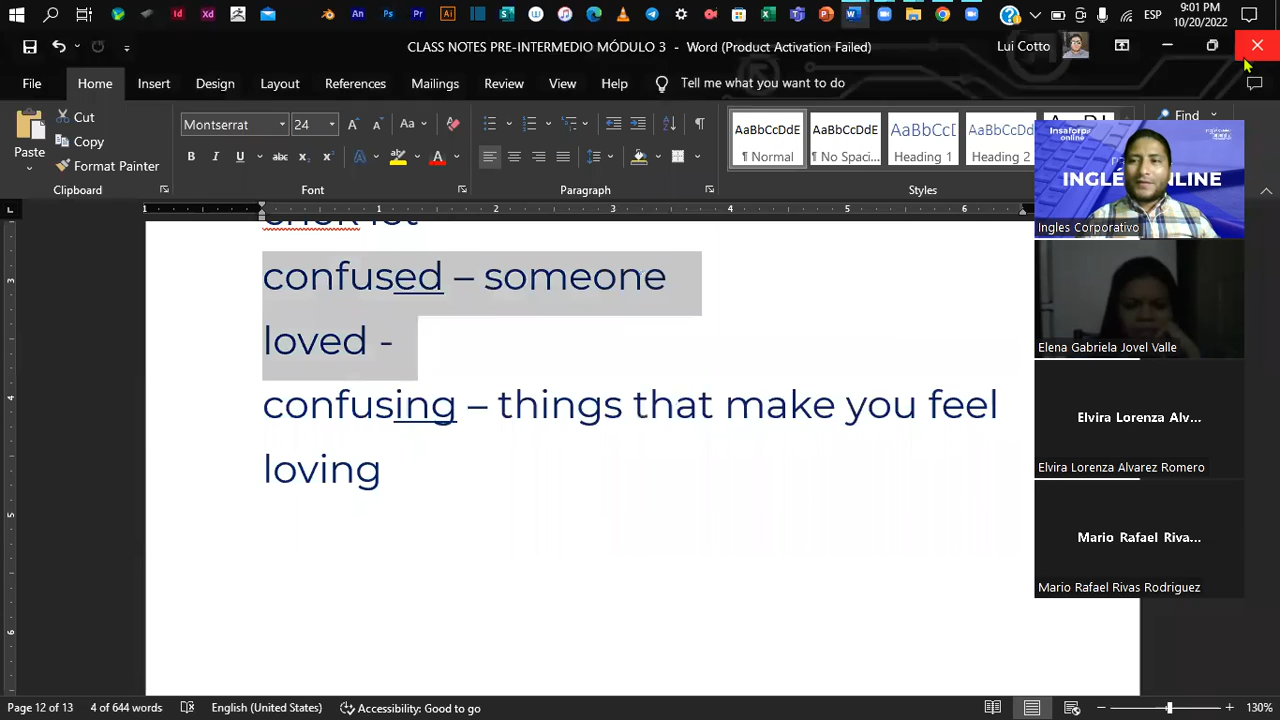 9:01 PM
ESP
10/20/2022
CLASS NOTES PRE-INTERMEDIO MÓDULO 3 - Word (Product Activation Failed)
Lui Cotto
File Home Insert Design Layout References Mailings Review Help Tell me what you want to do
Paste
Cut
Copy
Format Painter
Clipboard
Montserrat 24
Font
Paragraph
AaBbCcDdE AaBbCcDdE AaBbC( AaBbCcD
¶ Normal ¶ No Spaci... Heading 1 Heading 2
Styles
Find
confused – someone
loved -
confusing – things that make you feel
loving
Insaforp
online
INGLÉ NLINE
Ingles Corporativo
Elena Gabriela Jovel Valle
Elvira Lorenza Alv...
Elvira Lorenza Alvarez Romero
Mario Rafael Riva...
Mario Rafael Rivas Rodriguez
Page 12 of 13 4 of 644 words English (United States) Accessibility: Good to go 130%